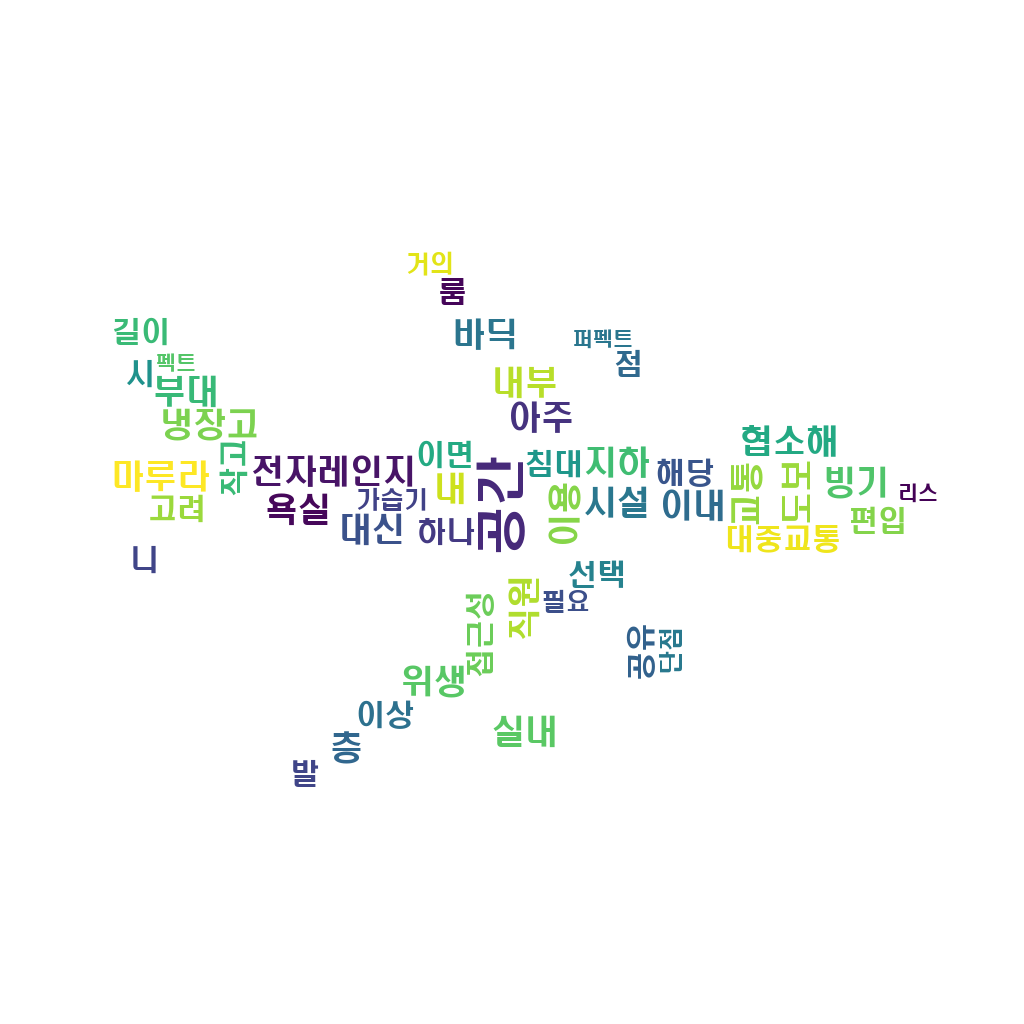 거의
룸
길이
바닥
퍼펙트
시
펙트
점
부대
내부
냉장고
아주
협소해
작고
이면
마루라
전자레인지
공간
침대
지하
해당
교통
도보
빙기
리스
고려
욕실
가습기
내
이용
시설
이내
편입
대신
하나
대중교통
니
선택
접근성
직원
필요
공유
단점
위생
이상
실내
층
발